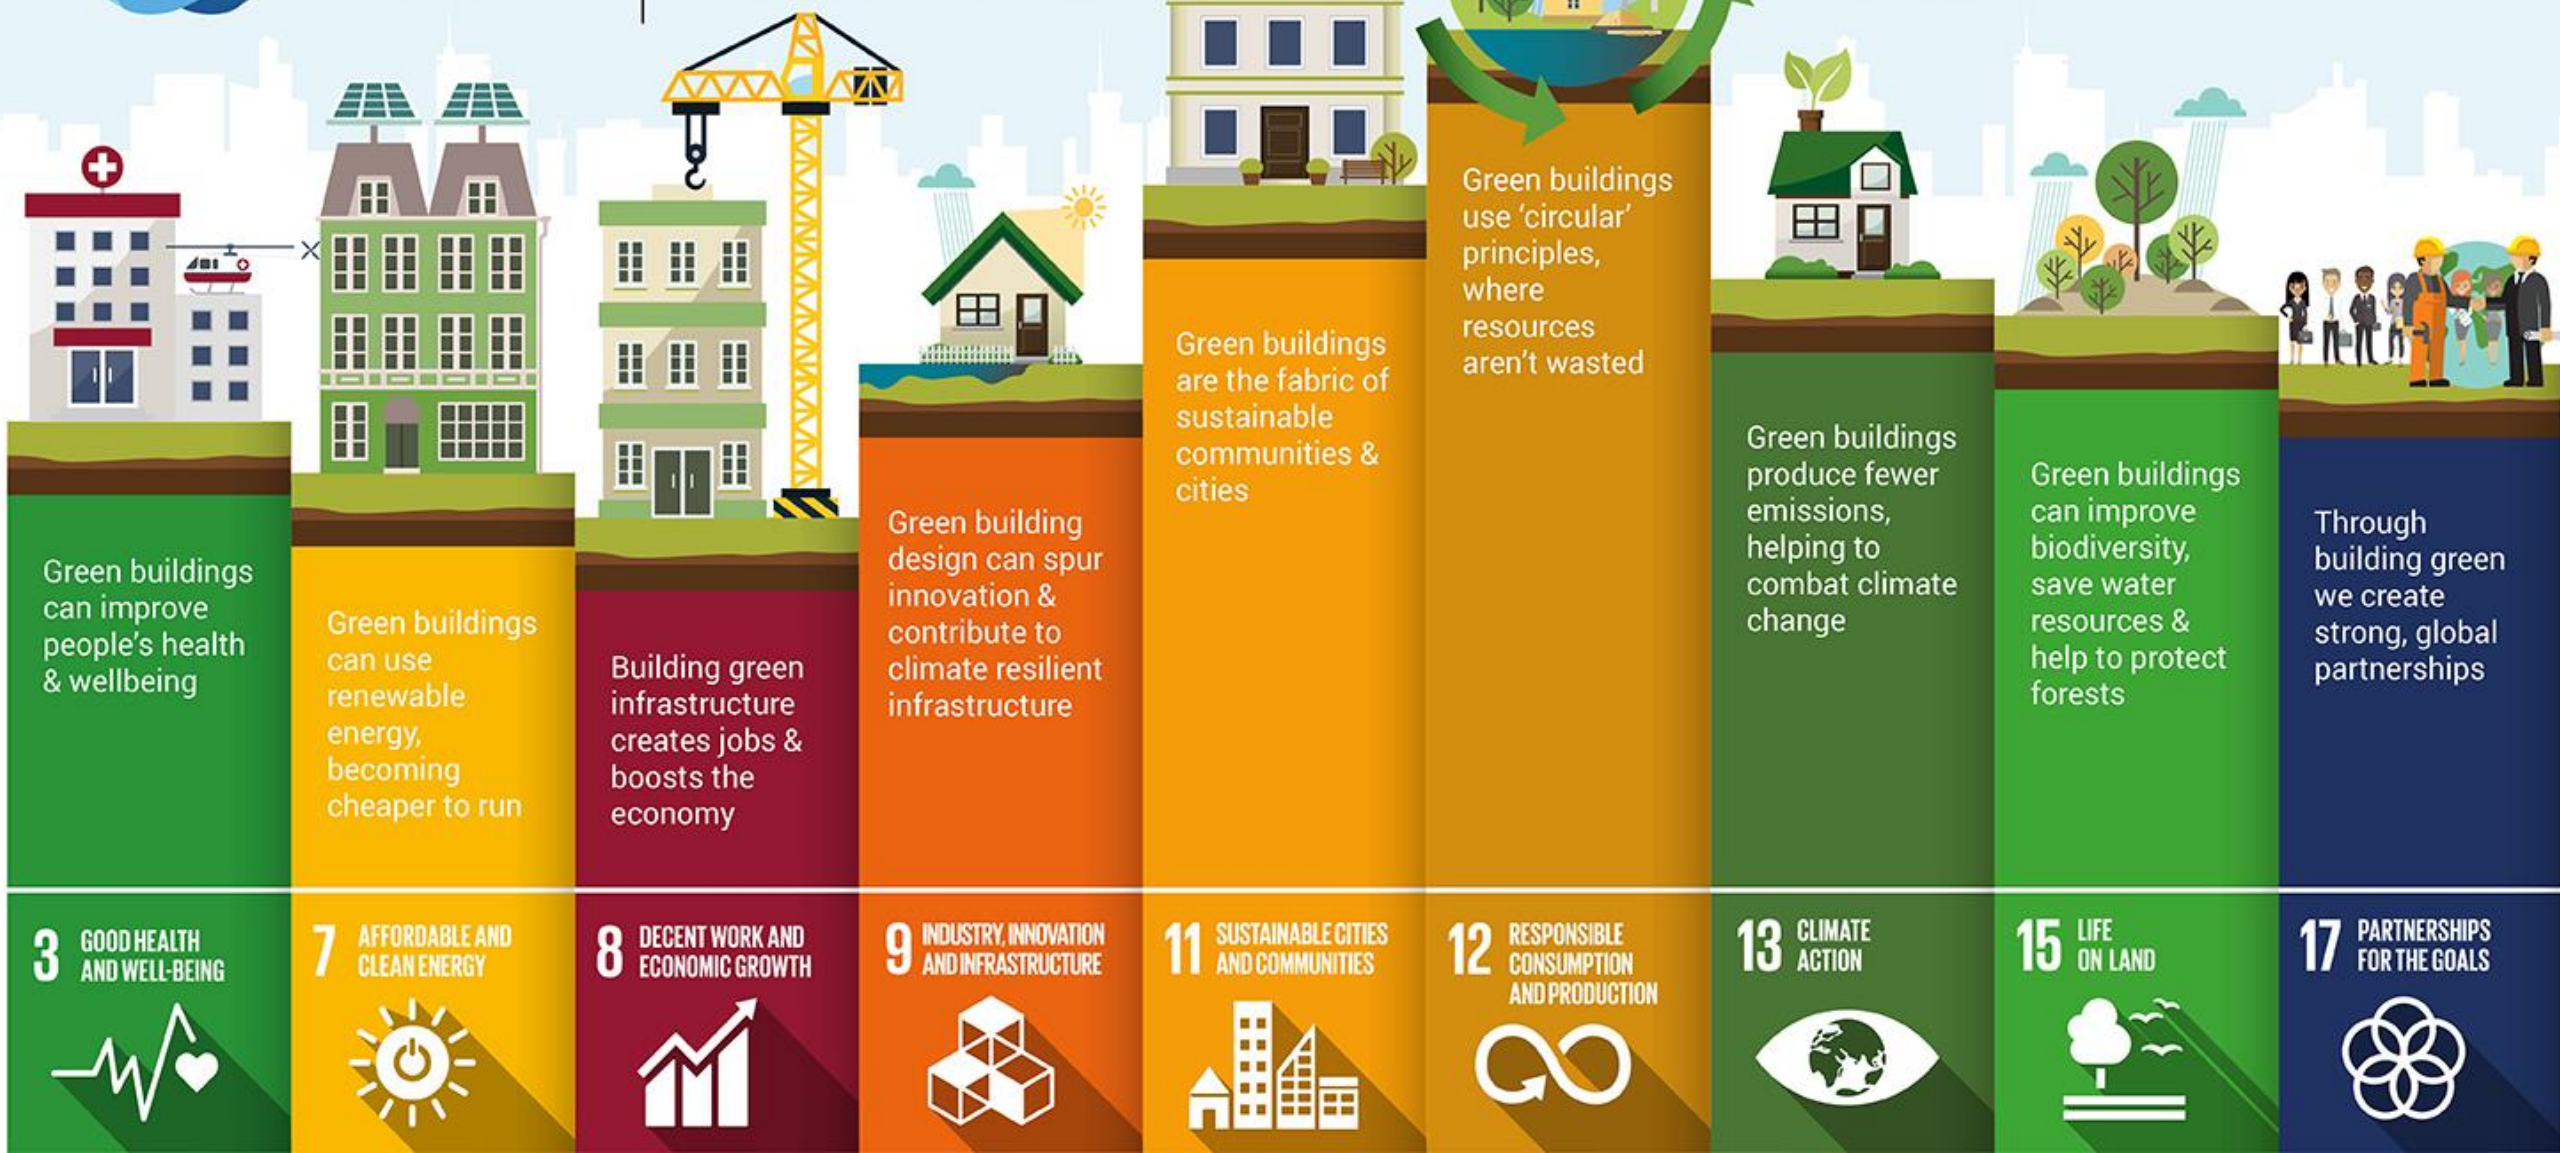 Green buildings
can improve
people's health
& wellbeing
Green buildings
can use
renewable
energy,
becoming
cheaper to run
Building green
infrastructure
creates jobs &
boosts the
economy
Green building
design can spur
innovation &
contribute to
climate resilient
infrastructure
Green buildings
are the fabric of
sustainable
communities &
cities
Green buildings
use ‘circular’
principles,
where
resources
aren't wasted
Green buildings
produce fewer
emissions,
helping to
combat climate
change
Green buildings
can improve
biodiversity,
save water
resources &
help to protect
forests
Through
building green
we create
strong, global
partnerships
3 GOOD HEALTH
AND WELL-BEING
7 AFFORDABLE AND
CLEAN ENERGY
8 DECENT WORK AND
ECONOMIC GROWTH
9 INDUSTRY, INNOVATION
AND INFRASTRUCTURE
11 SUSTAINABLE CITIES
AND COMMUNITIES
12 RESPONSIBLE
CONSUMPTION
AND PRODUCTION
13 CLIMATE
ACTION
15 LIFE
ON LAND
17 PARTNERSHIPS
FOR THE GOALS